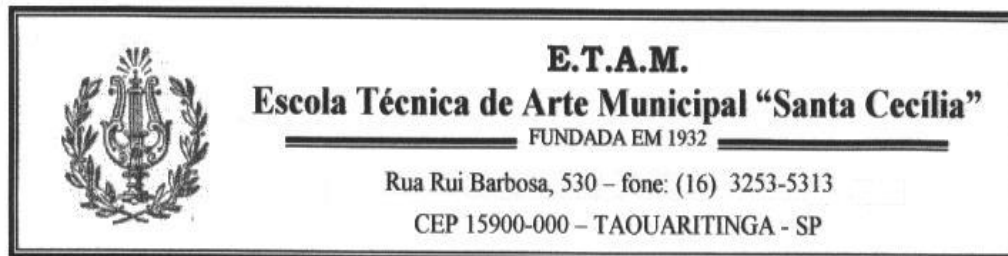 E.T.A.M.
Escola Técnica de Arte Municipal “Santa Cecília”
FUNDADA EM 1932
Rua Rui Barbosa, 530 – fone: (16) 3253-5313
CEP 15900-000 – TAOUARITINGA - SP